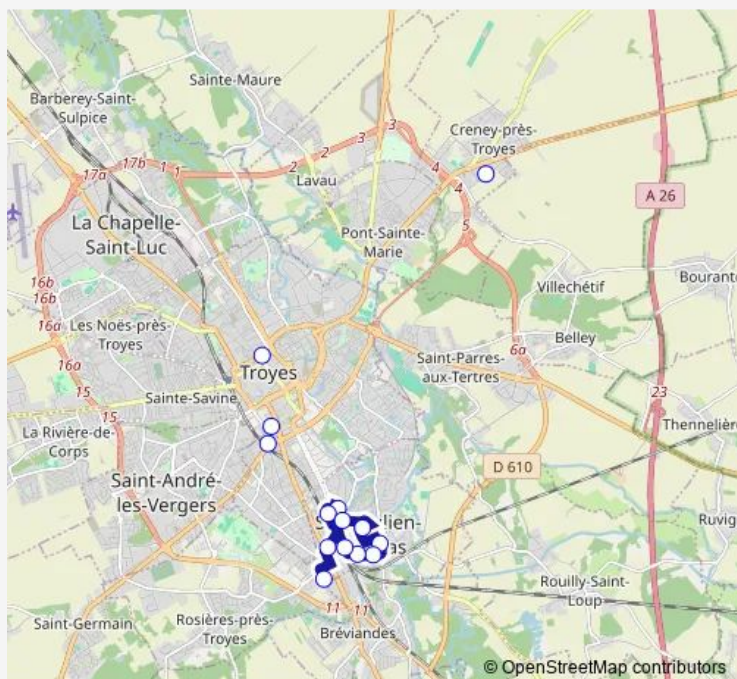 Sainte-Maure
Barberey-Saint-
Sulpice
3
3
Creney-près-
Troyes
17b
1
1
2
2
17a
4
4
Lavau
A 26
La Chapelle-
Saint-Luc
5
Pont-Sainte-
Marie
16b
16b
Villechétif
Bourant
16a
Les Noës-près-
Troyes
Belley
6a
Saint-Parres-
aux-Tertres
16a
Troyes
15
Sainte-Savine
23
15
La Rivière-de-
Corps
Thennelière
D 610
Saint-André-
les-Vergers
Ruvig
Rouilly-Saint-
Loup
11
11
Rosières-près-
Troyes
Saint-Germain
Bréviandes
© OpenStreetMap contributors